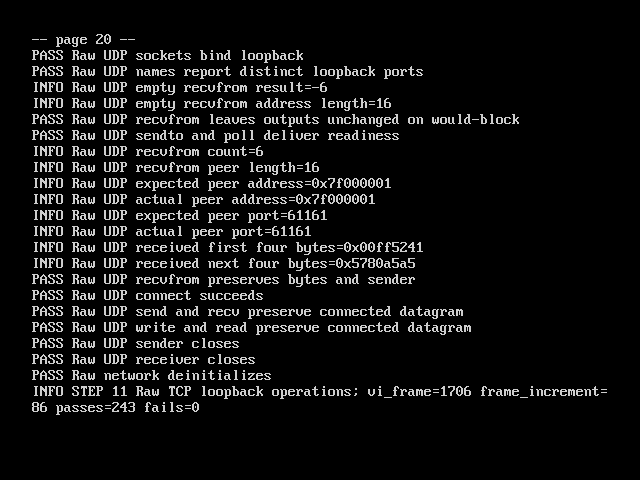 -- page 20 --
PASS Raw UDP sockets bind loopback
PASS Raw UDP names report distinct loopback ports
INFO Raw UDP empty recvfrom result=-6
INFO Raw UDP empty recvfrom address length=16
PASS Raw UDP recvfrom leaves outputs unchanged on would-block
PASS Raw UDP sendto and poll deliver readiness
INFO Raw UDP recvfrom count=6
INFO Raw UDP recvfrom peer length=16
INFO Raw UDP expected peer address=0x7f000001
INFO Raw UDP actual peer address=0x7f000001
INFO Raw UDP expected peer port=61161
INFO Raw UDP actual peer port=61161
INFO Raw UDP received first four bytes=0x00ff5241
INFO Raw UDP received next four bytes=0x5780a5a5
PASS Raw UDP recvfrom preserves bytes and sender
PASS Raw UDP connect succeeds
PASS Raw UDP send and recv preserve connected datagram
PASS Raw UDP write and read preserve connected datagram
PASS Raw UDP sender closes
PASS Raw UDP receiver closes
PASS Raw network deinitializes
INFO STEP 11 Raw TCP loopback operations; vi_frame=1706 frame_increment=
86 passes=243 fails=0